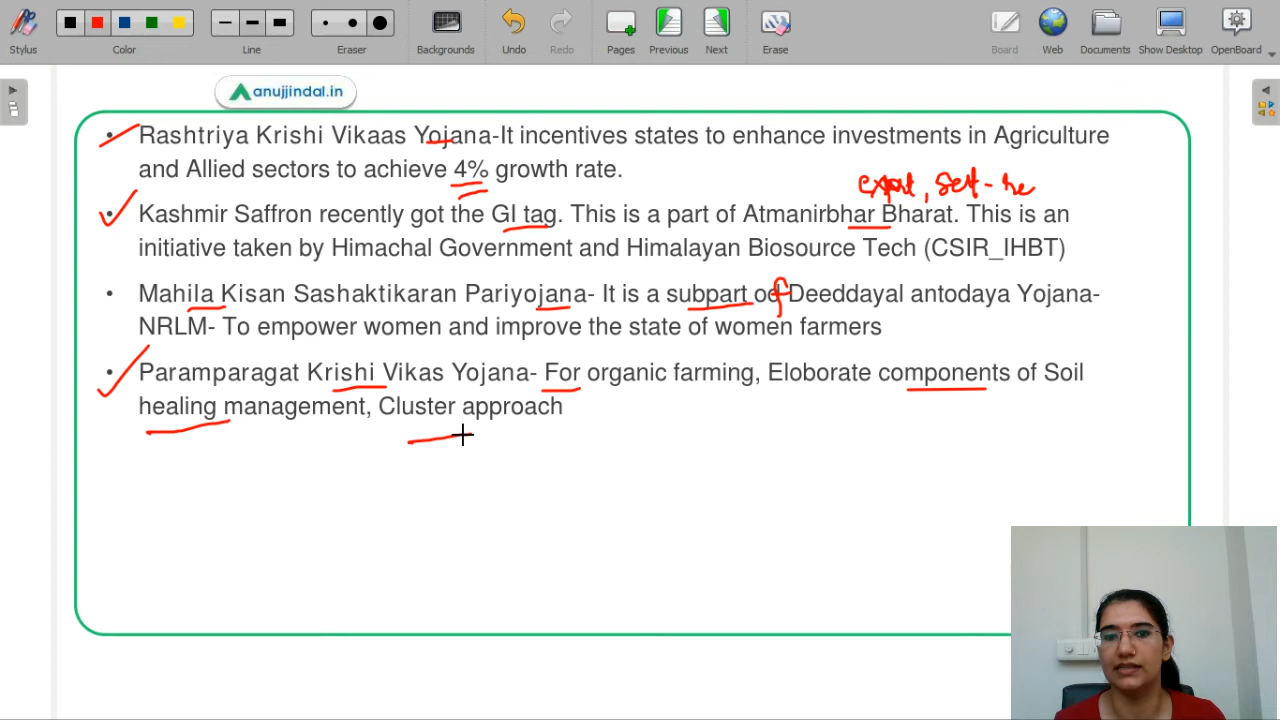 Stylus
Color
Line
Eraser
Backgrounds
Undo
Redo
Pages
Previous
Next
Erase
Board
Web
Documents
Show Desktop
OpenBoard
anujjindal.in
• Rashtriya Krishi Vikaas Yojana-It incentives states to enhance investments in Agriculture
and Allied sectors to achieve 4% growth rate.
• Kashmir Saffron recently got the GI tag. This is a part of Atmanirbhar Bharat. This is an
initiative taken by Himachal Government and Himalayan Biosource Tech (CSIR_IHBT)
• Mahila Kisan Sashaktikaran Pariyojana- It is a subpart od f Deeddayal antodaya Yojana-
NRLM- To empower women and improve the state of women farmers
• Paramparagat Krishi Vikas Yojana- For organic farming, Eloborate components of Soil
healing management, Cluster approach